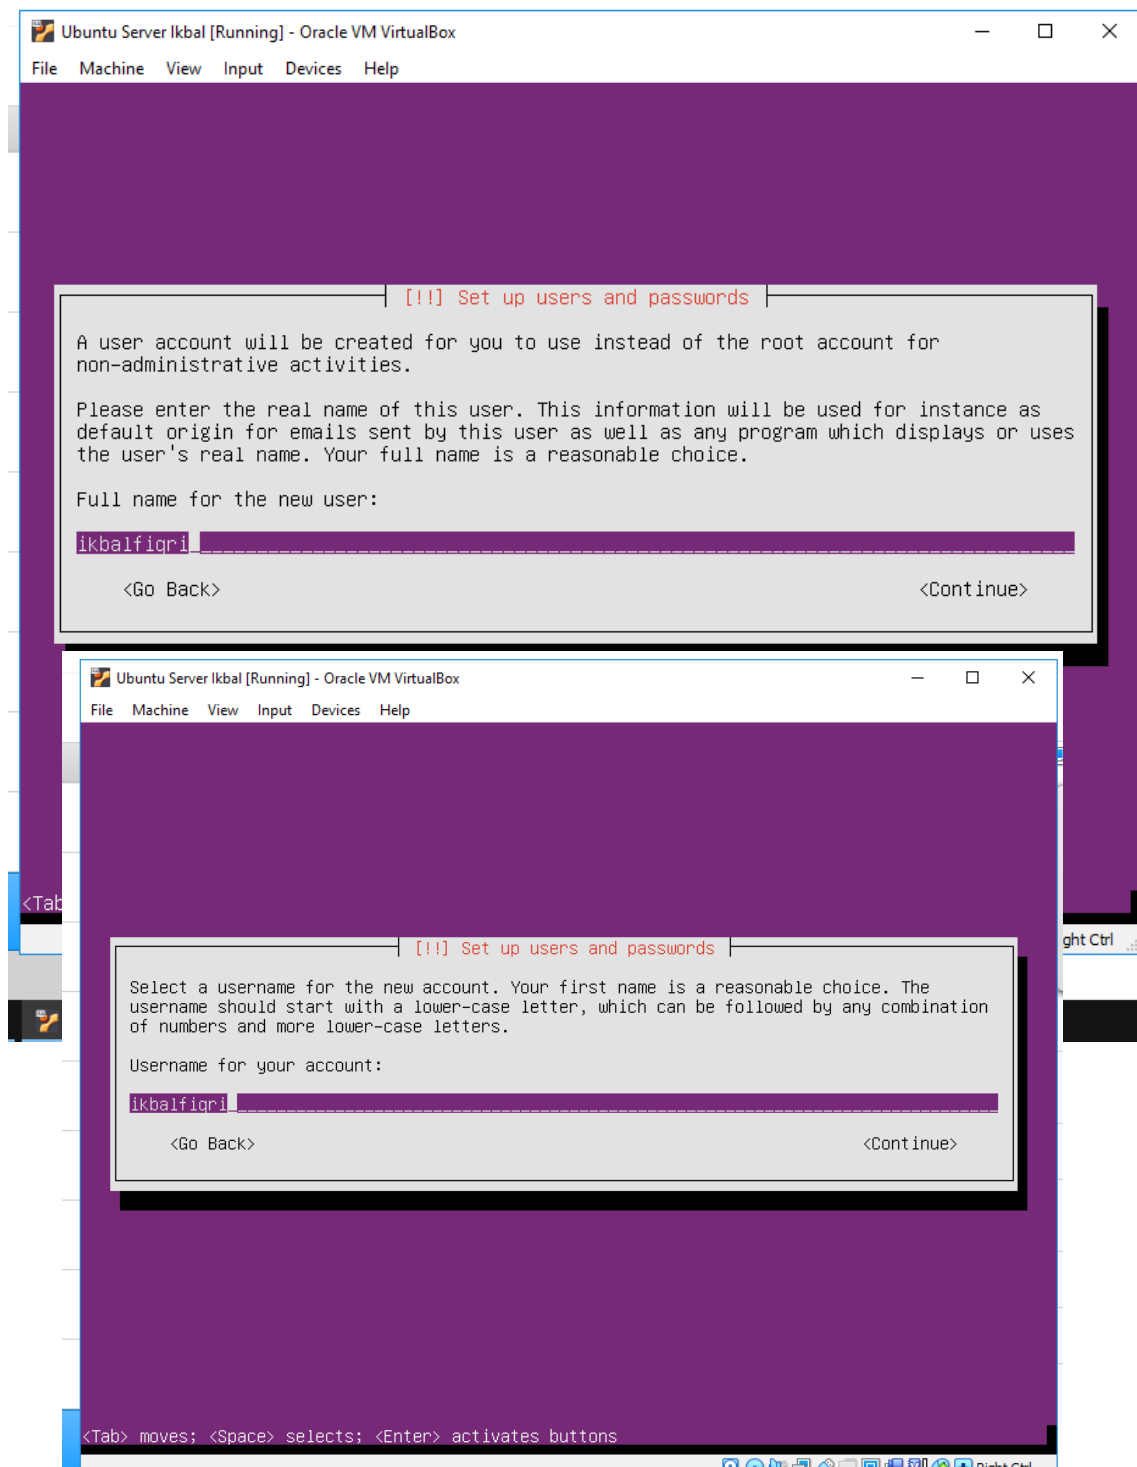 Ubuntu Server Ikbal [Running] - Oracle VM VirtualBox
File Machine View Input Devices Help
[!!] Set up users and passwords
A user account will be created for you to use instead of the root account for
non-administrative activities.
Please enter the real name of this user. This information will be used for instance as
default origin for emails sent by this user as well as any program which displays or uses
the user's real name. Your full name is a reasonable choice.
Full name for the new user:
ikbalfiqri
<Go Back> <Continue>
<Tab
ght Ctrl
Ubuntu Server Ikbal [Running] - Oracle VM VirtualBox
File Machine View Input Devices Help
[!!] Set up users and passwords
Select a username for the new account. Your first name is a reasonable choice. The
username should start with a lower-case letter, which can be followed by any combination
of numbers and more lower-case letters.
Username for your account:
ikbalfiqri
<Go Back> <Continue>
<Tab> moves; <Space> selects; <Enter> activates buttons
Right Ctrl